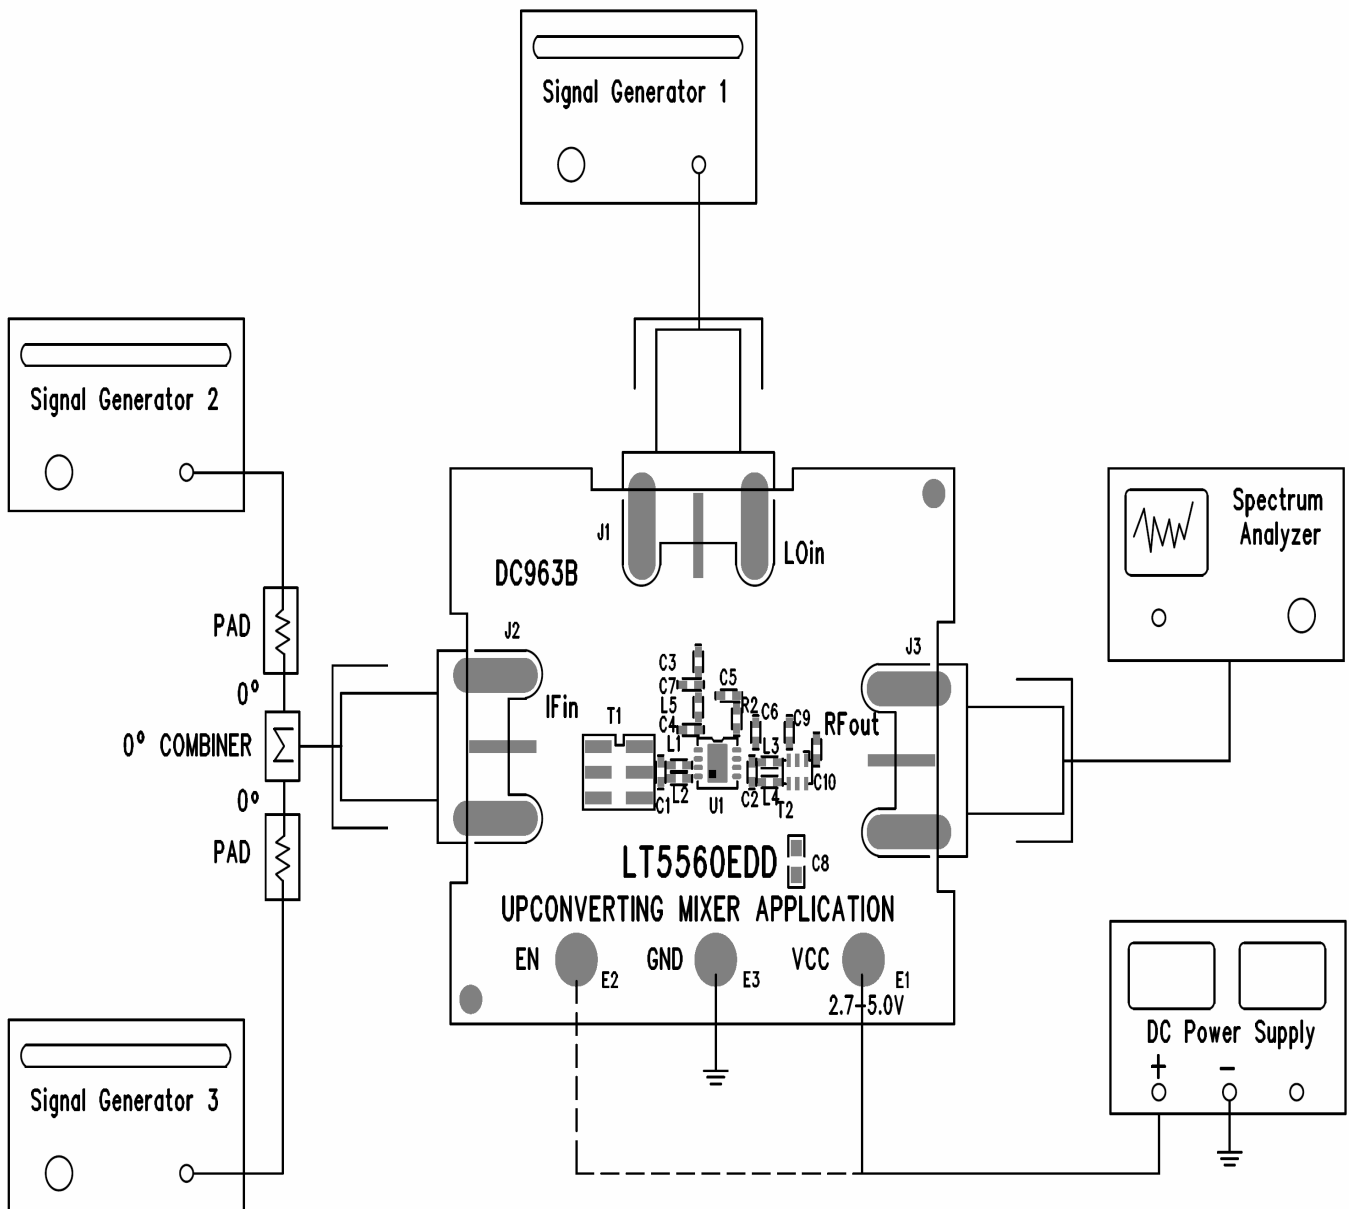 Signal Generator 1
Signal Generator 2
Spectrum
Analyzer
J1
LOin
DC963B
PAD
J2
J3
0°
IFin
C3
C7
L5
C4
C5
R2
C6
C9
RFout
T1
0° COMBINER
Σ
L1
L3
0°
C1
L2
U1
C2
L4
T2
C10
PAD
LT5560EDD
C8
UPCONVERTING MIXER APPLICATION
EN
E2
GND
E3
VCC
E1
2.7-5.0V
DC Power Supply
+
-
Signal Generator 3